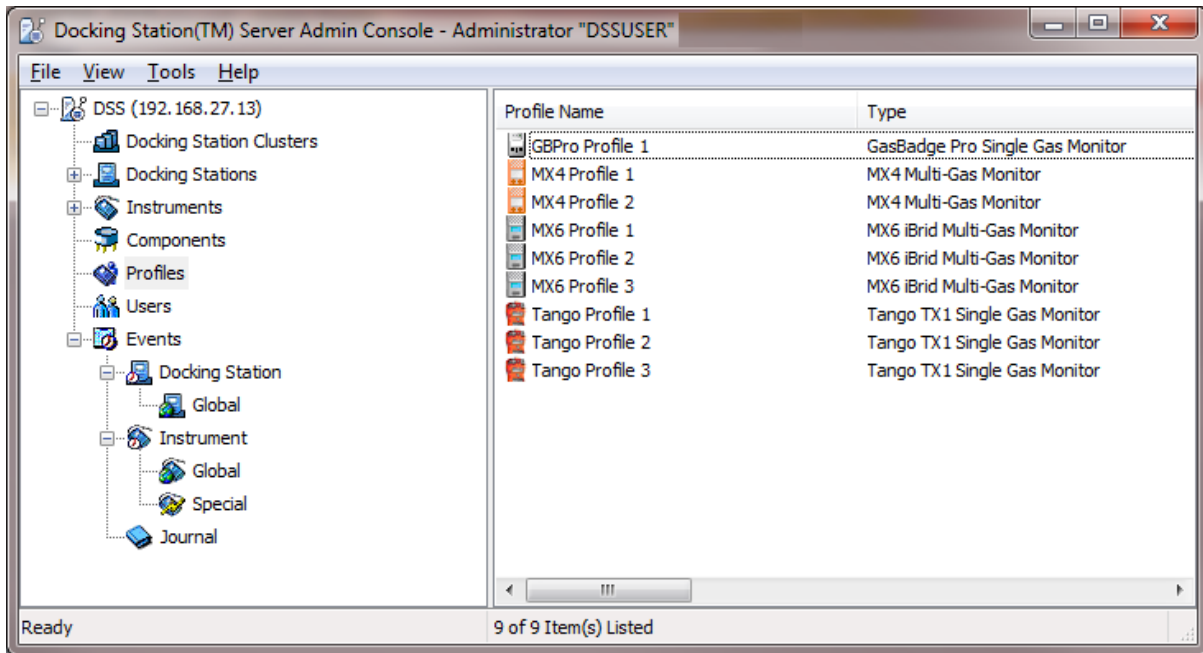 Docking Station(TM) Server Admin Console - Administrator "DSSUSER"
File View Tools Help
DSS (192.168.27.13)
Docking Station Clusters
Docking Stations
Instruments
Components
Profiles
Users
Events
Docking Station
Global
Instrument
Global
Special
Journal
Profile Name Type
GBPro Profile 1 GasBadge Pro Single Gas Monitor
MX4 Profile 1 MX4 Multi-Gas Monitor
MX4 Profile 2 MX4 Multi-Gas Monitor
MX6 Profile 1 MX6 iBrid Multi-Gas Monitor
MX6 Profile 2 MX6 iBrid Multi-Gas Monitor
MX6 Profile 3 MX6 iBrid Multi-Gas Monitor
Tango Profile 1 Tango TX1 Single Gas Monitor
Tango Profile 2 Tango TX1 Single Gas Monitor
Tango Profile 3 Tango TX1 Single Gas Monitor
Ready 9 of 9 Item(s) Listed